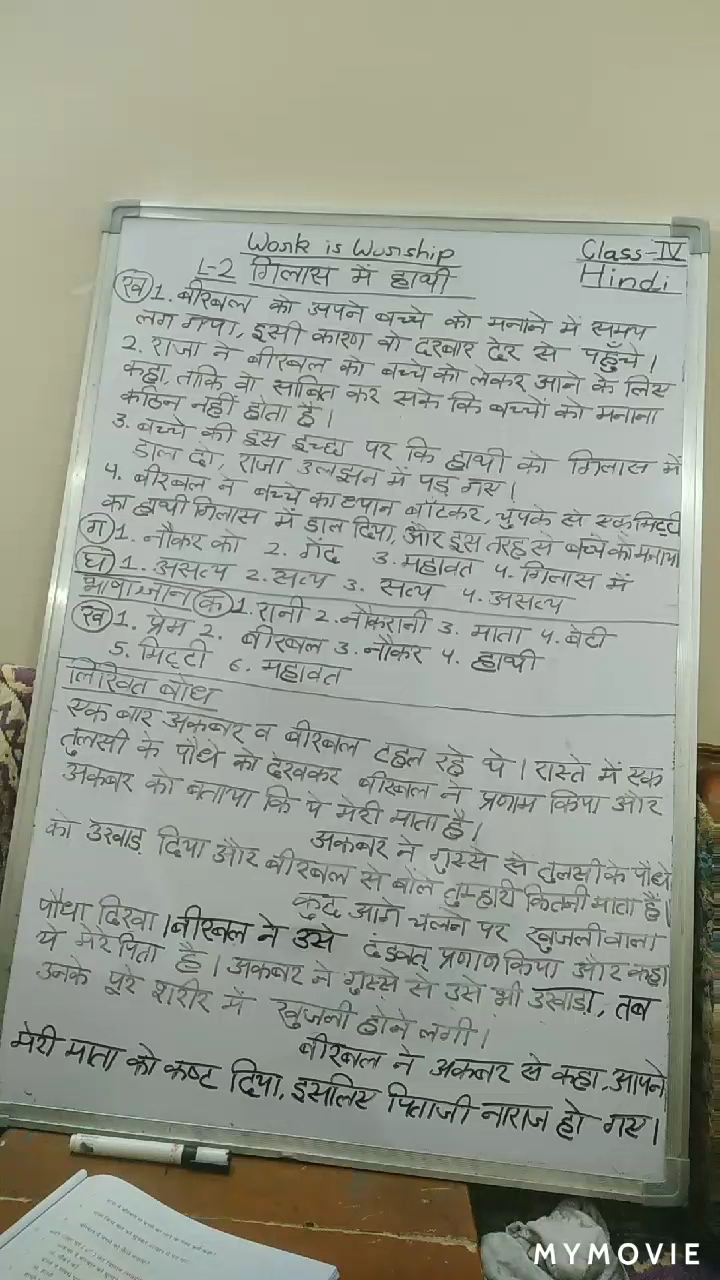 Work is Worship
Class-IV
L-2 गिलास में हाथी
Hindi
(ख) 1. बीरबल को अपने बच्चे को मनाने में समय
लग गया, इसी कारण वो दरबार देर से पहुँचे।
2. राजा ने बीरबल को बच्चे को लेकर आने के लिए
कहा, ताकि वो साबित कर सके कि बच्चों को मनाना
कठिन नहीं होता है।
3. बच्चे की इस इच्छा पर कि हाथी को गिलास में
डाल दो, राजा उलझन में पड़ गए।
4. बीरबल ने बच्चे का ध्यान बाँटकर, चुपके से एक मिट्टी
का हाथी गिलास में डाल दिया, और इस तरह से बच्चे को मनाया
(ग) 1. नौकर को 2. गेंद 3. महावत 4. गिलास में
(घ) 1. असत्य 2. सत्य 3. सत्य 4. असत्य
भाषा ज्ञान (क) 1. रानी 2. नौकरानी 3. माता 4. बेटी
(ख) 1. प्रेम 2. बीरबल 3. नौकर 4. हाथी
5. मिट्टी 6. महावत
लिखित बोध
एक बार अकबर व बीरबल टहल रहे थे। रास्ते में एक
तुलसी के पौधे को देखकर बीरबल ने प्रणाम किया और
अकबर को बताया कि ये मेरी माता है।
अकबर ने गुस्से से तुलसी के पौधे
को उखाड़ दिया और बीरबल से बोले तुम्हारी कितनी माता हैं।
कुछ आगे चलने पर खुजली वाला
पौधा दिखा। बीरबल ने उसे दंडवत् प्रणाण किया और कहा
ये मेरे पिता है। अकबर ने गुस्से से उसे भी उखाड़ा, तब
उनके पूरे शरीर में खुजली होने लगी।
बीरबल ने अकबर से कहा, आपने
मेरी माता को कष्ट दिया, इसलिए पिताजी नाराज हो गए।
MYMOVIE